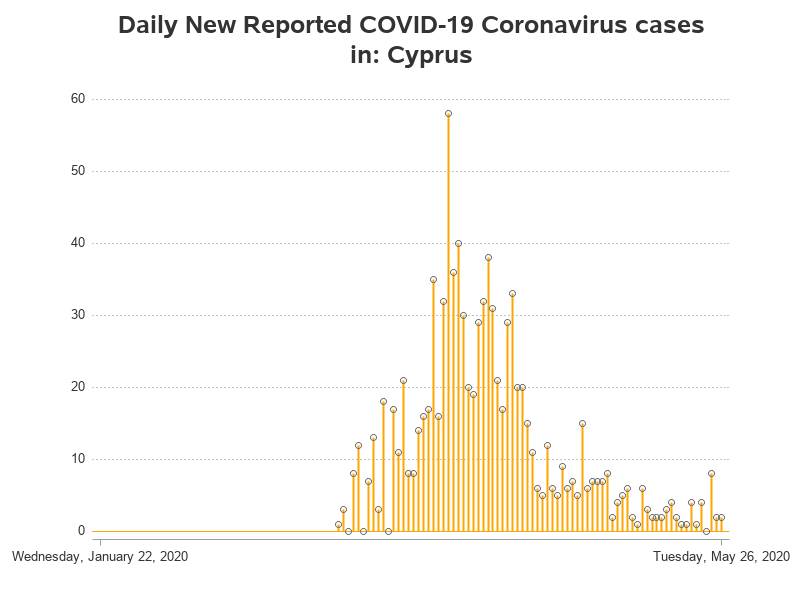 Daily New Reported COVID-19 Coronavirus cases
in: Cyprus
60
50
40
30
20
10
0
Wednesday, January 22, 2020 Tuesday, May 26, 2020